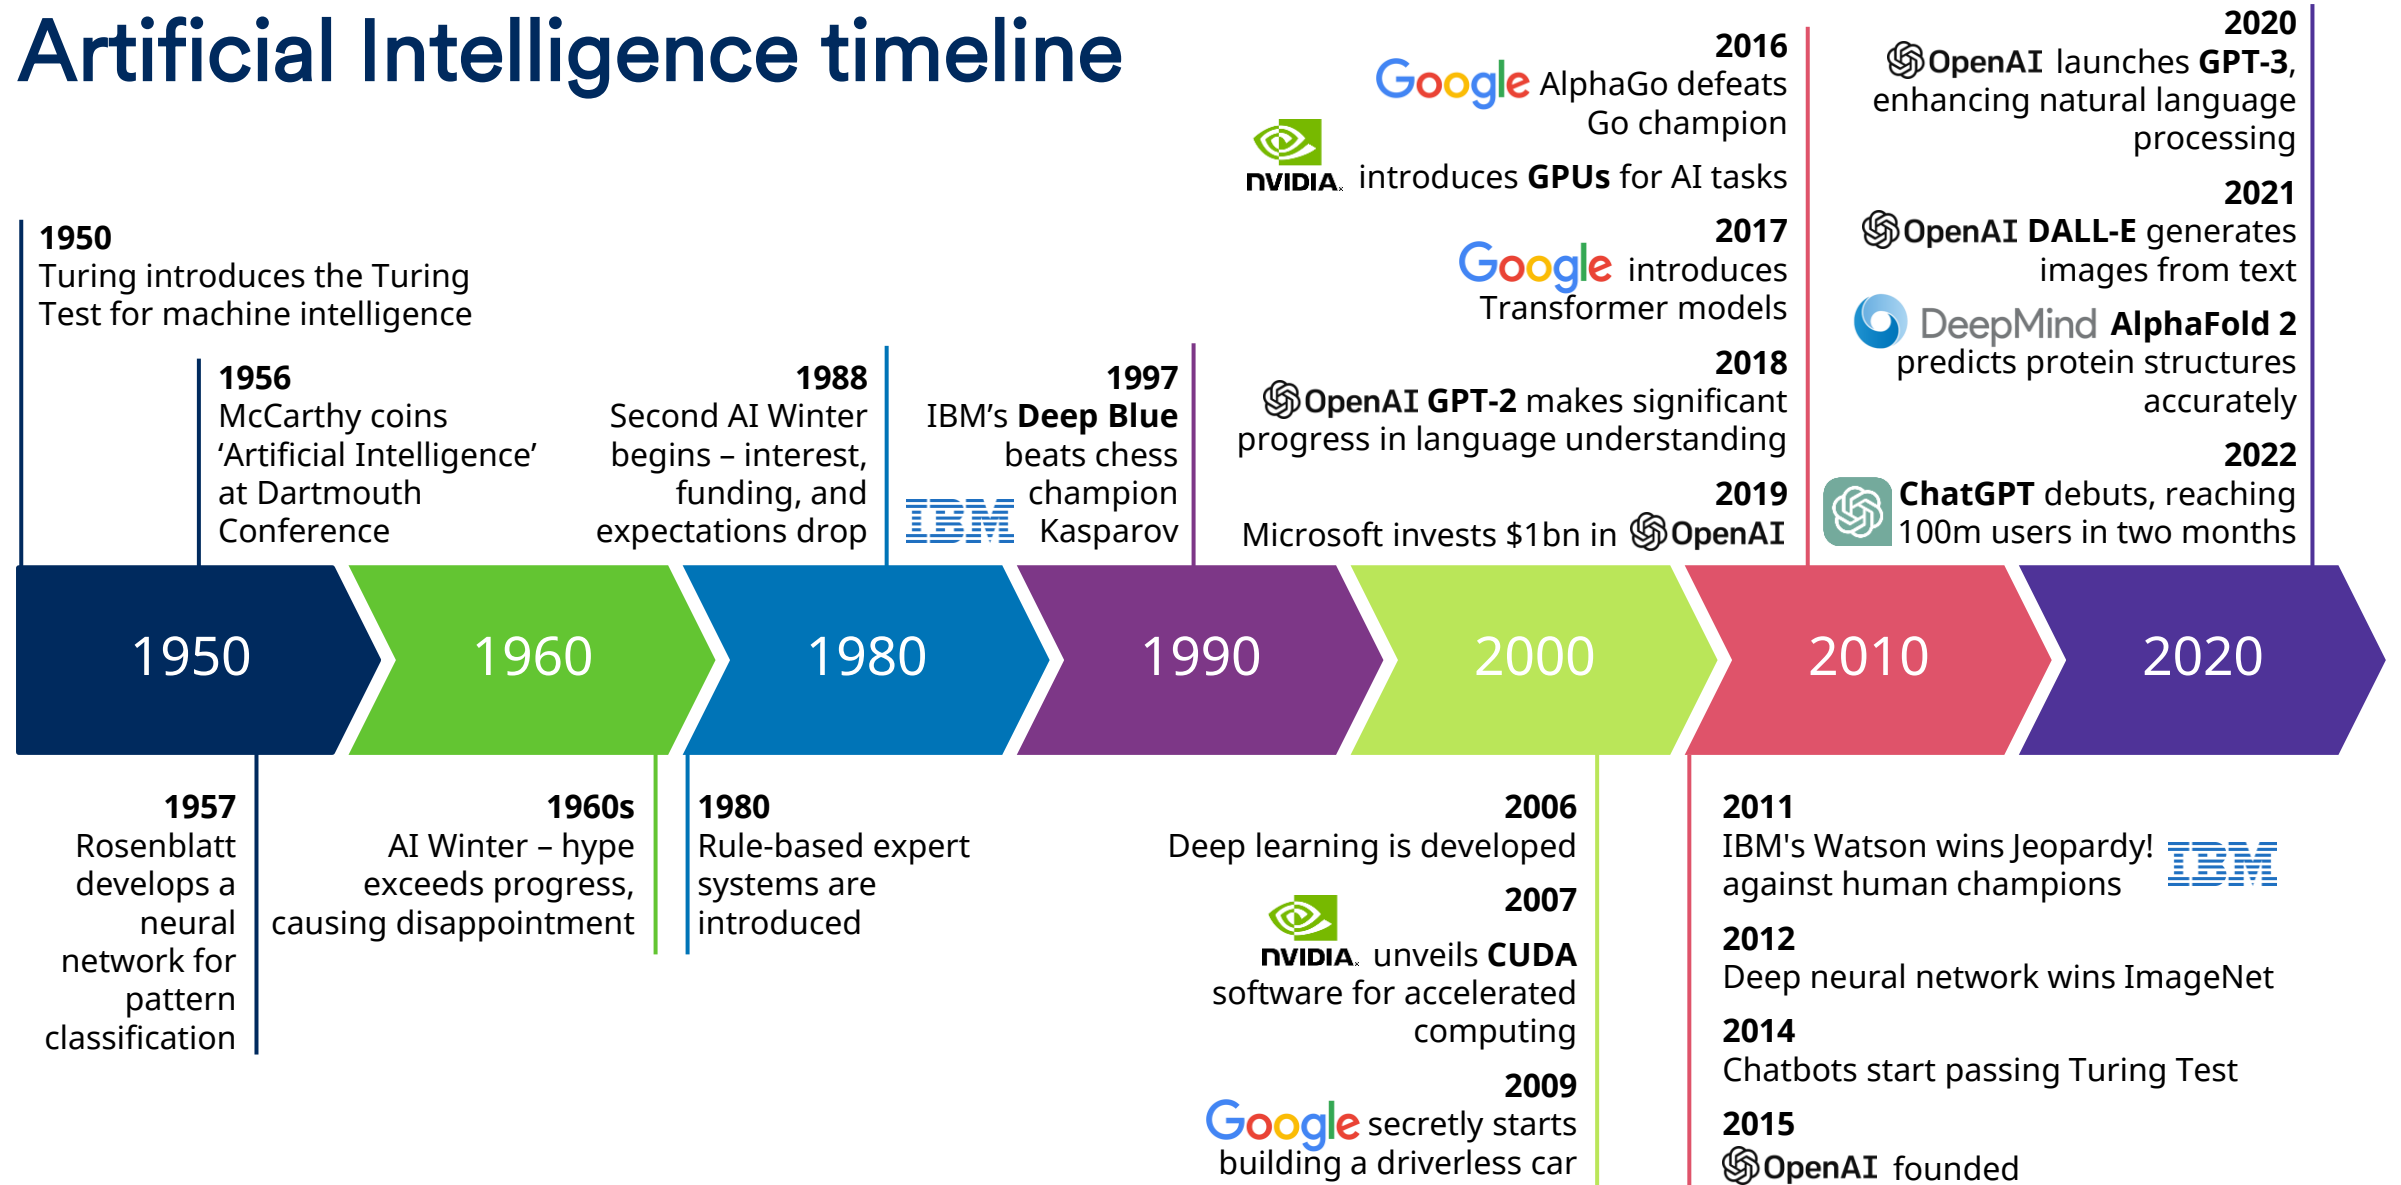 Artificial Intelligence timeline
1950
Turing introduces the Turing
Test for machine intelligence
1956
McCarthy coins
‘Artificial Intelligence’
at Dartmouth
Conference
1988
Second AI Winter
begins – interest,
funding, and
expectations drop
1997
IBM’s Deep Blue
beats chess
champion
IBM Kasparov
2016
Google AlphaGo defeats
Go champion
NVIDIA introduces GPUs for AI tasks
2017
Google introduces
Transformer models
2018
OpenAI GPT-2 makes significant
progress in language understanding
2019
Microsoft invests $1bn in OpenAI
2020
OpenAI launches GPT-3,
enhancing natural language
processing
2021
OpenAI DALL-E generates
images from text
DeepMind AlphaFold 2
predicts protein structures
accurately
2022
ChatGPT debuts, reaching
100m users in two months
1950
1960
1980
1990
2000
2010
2020
1957
Rosenblatt
develops a
neural
network for
pattern
classification
1960s
AI Winter – hype
exceeds progress,
causing disappointment
1980
Rule-based expert
systems are
introduced
2006
Deep learning is developed
2007
NVIDIA unveils CUDA
software for accelerated
computing
2009
Google secretly starts
building a driverless car
2011
IBM's Watson wins Jeopardy! IBM
against human champions
2012
Deep neural network wins ImageNet
2014
Chatbots start passing Turing Test
2015
OpenAI founded